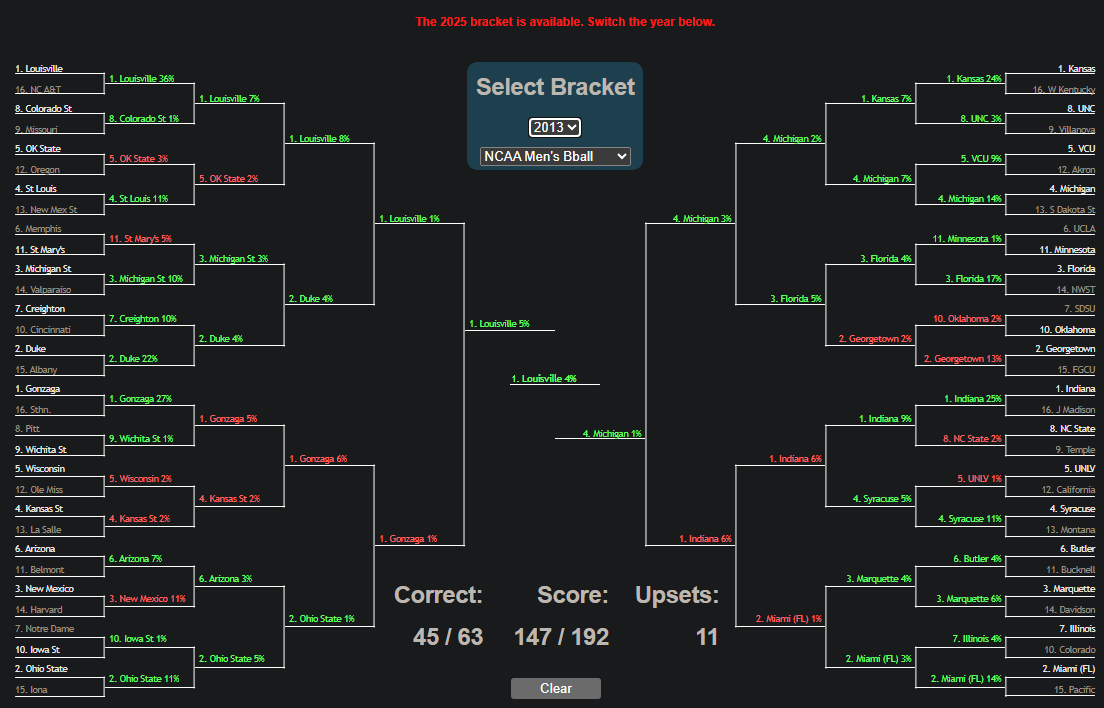 The 2025 bracket is available. Switch the year below.
Select Bracket
2013
NCAA Men's Bball
1. Louisville
16. NC A&T
8. Colorado St
9. Missouri
5. OK State
12. Oregon
4. St Louis
13. New Mex St
6. Memphis
11. St Mary's
3. Michigan St
14. Valparaiso
7. Creighton
10. Cincinnati
2. Duke
15. Albany
1. Gonzaga
16. Sthn.
8. Pitt
9. Wichita St
5. Wisconsin
12. Ole Miss
4. Kansas St
13. La Salle
6. Arizona
11. Belmont
3. New Mexico
14. Harvard
7. Notre Dame
10. Iowa St
2. Ohio State
15. Iona
1. Louisville 36%
8. Colorado St 1%
5. OK State 3%
4. St Louis 11%
11. St Mary's 5%
3. Michigan St 10%
7. Creighton 10%
2. Duke 22%
1. Gonzaga 27%
9. Wichita St 1%
5. Wisconsin 2%
4. Kansas St 2%
6. Arizona 7%
3. New Mexico 11%
10. Iowa St 1%
2. Ohio State 11%
1. Louisville 7%
5. OK State 2%
3. Michigan St 3%
2. Duke 4%
1. Gonzaga 5%
4. Kansas St 2%
6. Arizona 3%
2. Ohio State 5%
1. Louisville 8%
2. Duke 4%
1. Gonzaga 6%
2. Ohio State 1%
1. Louisville 1%
1. Gonzaga 1%
1. Louisville 5%
1. Louisville 4%
4. Michigan 1%
4. Michigan 3%
1. Indiana 6%
4. Michigan 2%
3. Florida 5%
1. Indiana 6%
2. Miami (FL) 1%
1. Kansas 7%
4. Michigan 7%
3. Florida 4%
2. Georgetown 2%
1. Indiana 9%
4. Syracuse 5%
3. Marquette 4%
2. Miami (FL) 3%
1. Kansas 24%
8. UNC 3%
5. VCU 9%
4. Michigan 14%
11. Minnesota 1%
3. Florida 17%
10. Oklahoma 2%
2. Georgetown 13%
1. Indiana 25%
8. NC State 2%
5. UNLV 1%
4. Syracuse 11%
6. Butler 4%
3. Marquette 6%
7. Illinois 4%
2. Miami (FL) 14%
1. Kansas
16. W Kentucky
8. UNC
9. Villanova
5. VCU
12. Akron
4. Michigan
13. S Dakota St
6. UCLA
11. Minnesota
3. Florida
14. NWST
7. SDSU
10. Oklahoma
2. Georgetown
15. FGCU
1. Indiana
16. J Madison
8. NC State
9. Temple
5. UNLV
12. California
4. Syracuse
13. Montana
6. Butler
11. Bucknell
3. Marquette
14. Davidson
7. Illinois
10. Colorado
2. Miami (FL)
15. Pacific
Correct: Score: Upsets:
45 / 63 147 / 192 11
Clear